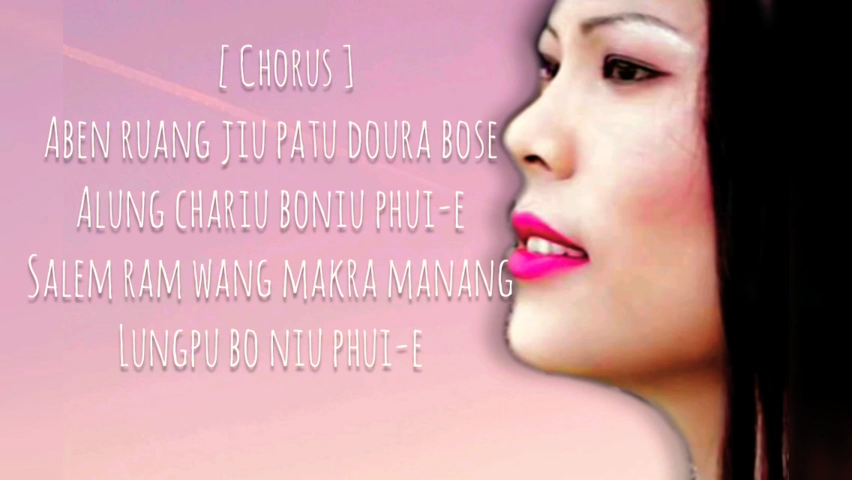 [ Chorus ]
Aben ruang jiu patu doura bose
Alung chariu boniu phui-e
Salem ram wang makra manang
Lungpu bo niu phui-e